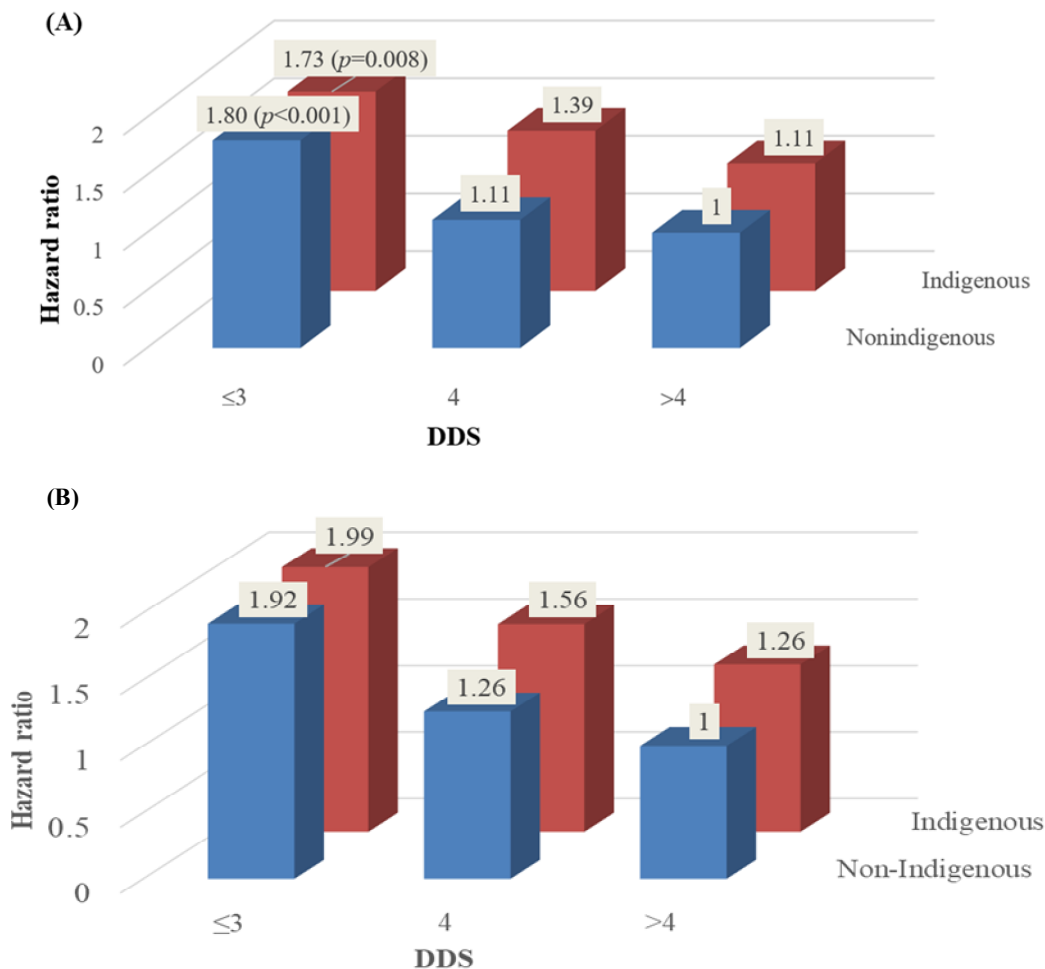 (A)
1.73 (p=0.008)
1.80 (p<0.001)
1.39
1.11
1.11
1
2
1.5
1
0.5
0
Hazard ratio
Indigenous
Nonindigenous
≤3
4
>4
DDS
(B)
1.99
1.92
1.56
1.26
1.26
1
2
1.5
1
0.5
0
Hazard ratio
Indigenous
Non-Indigenous
≤3
4
>4
DDS